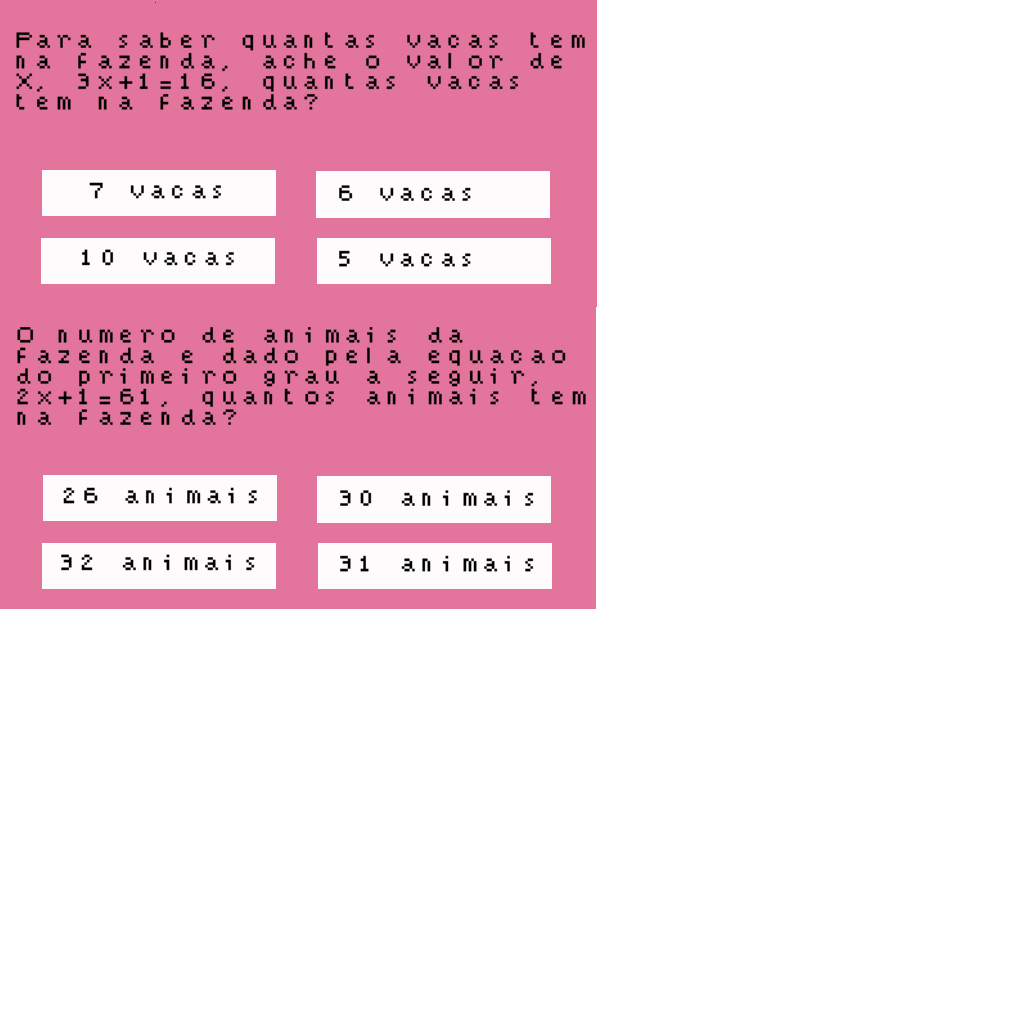 Para saber quantas vacas tem
na fazenda, ache o valor de
X, 3x+1=16, quantas vacas
tem na fazenda?
7 vacas
6 vacas
10 vacas
5 vacas
O numero de animais da
fazenda e dado pela equacao
do primeiro grau a seguir,
2x+1=61, quantos animais tem
na fazenda?
26 animais
30 animais
32 animais
31 animais